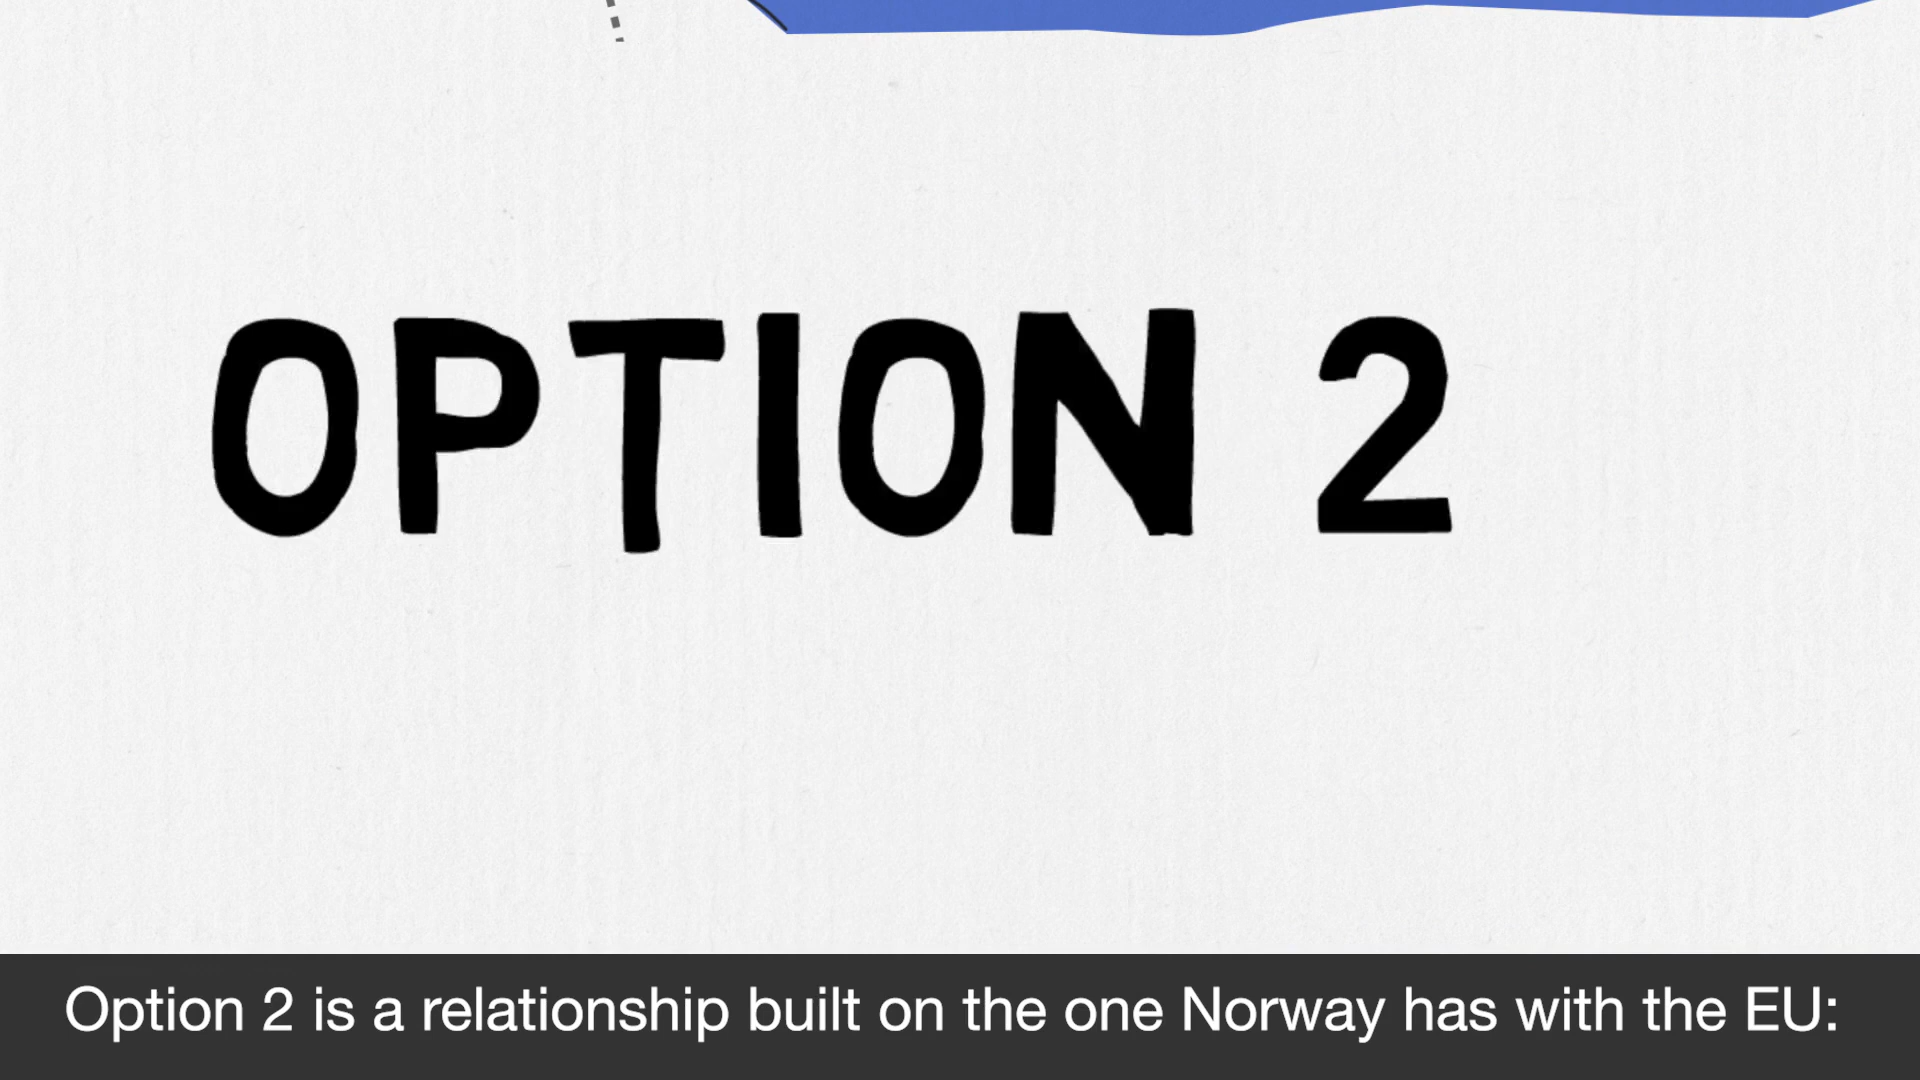 OPTION 2
Option 2 is a relationship built on the one Norway has with the EU: